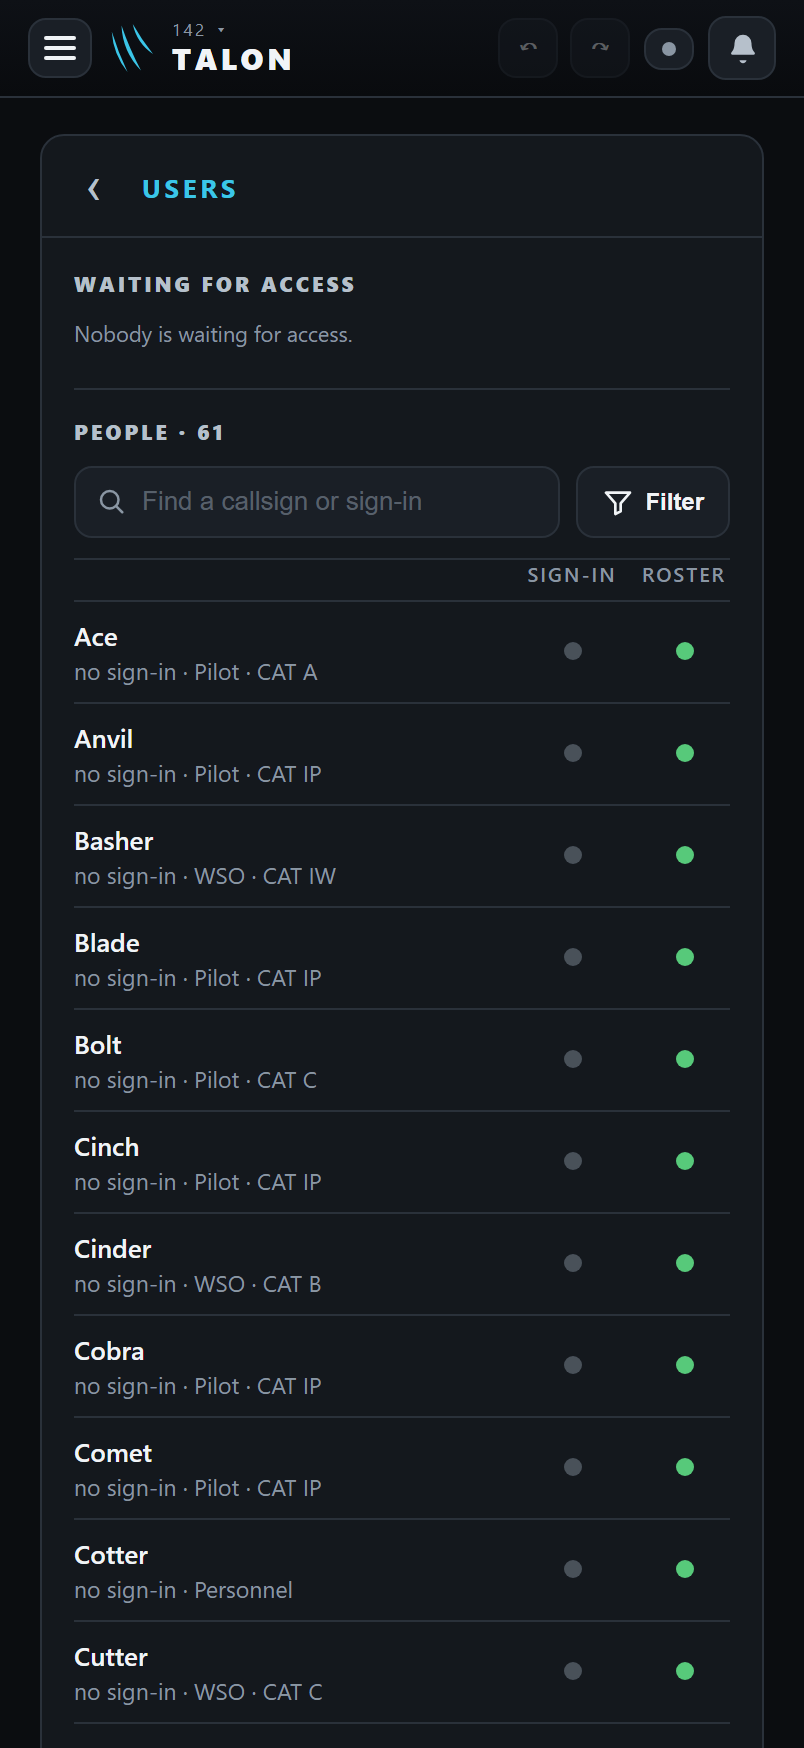 142
TALON
USERS
WAITING FOR ACCESS
Nobody is waiting for access.
PEOPLE · 61
Find a callsign or sign-in
Filter
SIGN-IN ROSTER
Ace
no sign-in · Pilot · CAT A
Anvil
no sign-in · Pilot · CAT IP
Basher
no sign-in · WSO · CAT IW
Blade
no sign-in · Pilot · CAT IP
Bolt
no sign-in · Pilot · CAT C
Cinch
no sign-in · Pilot · CAT IP
Cinder
no sign-in · WSO · CAT B
Cobra
no sign-in · Pilot · CAT IP
Comet
no sign-in · Pilot · CAT IP
Cotter
no sign-in · Personnel
Cutter
no sign-in · WSO · CAT C